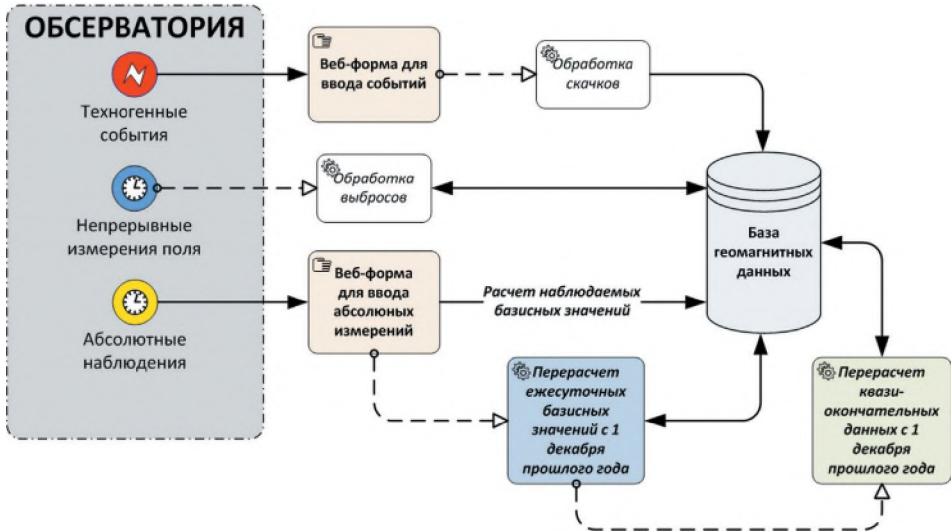 ОБСЕРВАТОРИЯ
Техногенные
события
Непрерывные
измерения поля
Абсолютные
наблюдения
Веб-форма для
ввода событий
Обработка
скачков
Обработка
выбросов
Веб-форма
для ввода
абсолюных
измерений
Расчет наблюдаемых
базисных значений
База
геомагнитных
данных
Перерасчет
ежесуточных
базисных
значений с 1
декабря
прошлого года
Перерасчет
квази-
окончательных
данных с 1
декабря
прошлого года